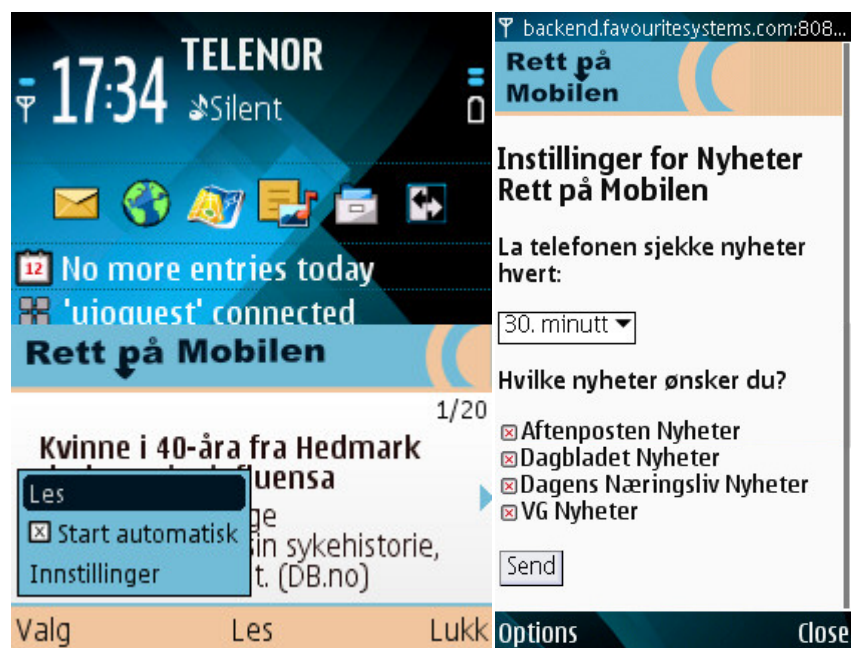 17:34
TELENOR
Silent
12 No more entries today
'uioguest' connected
Rett på Mobilen
1/20
Kvinne i 40-åra fra Hedmark
luensa
Les
ge
Start automatisk
in sykehistorie,
Innstillinger
t. (DB.no)
Valg Les Lukk
backend.favouritesystems.com:808...
Rett på
Mobilen
Instillinger for Nyheter
Rett på Mobilen
La telefonen sjekke nyheter
hvert:
30. minutt
Hvilke nyheter ønsker du?
Aftenposten Nyheter
Dagbladet Nyheter
Dagens Næringsliv Nyheter
VG Nyheter
Send
Options Close